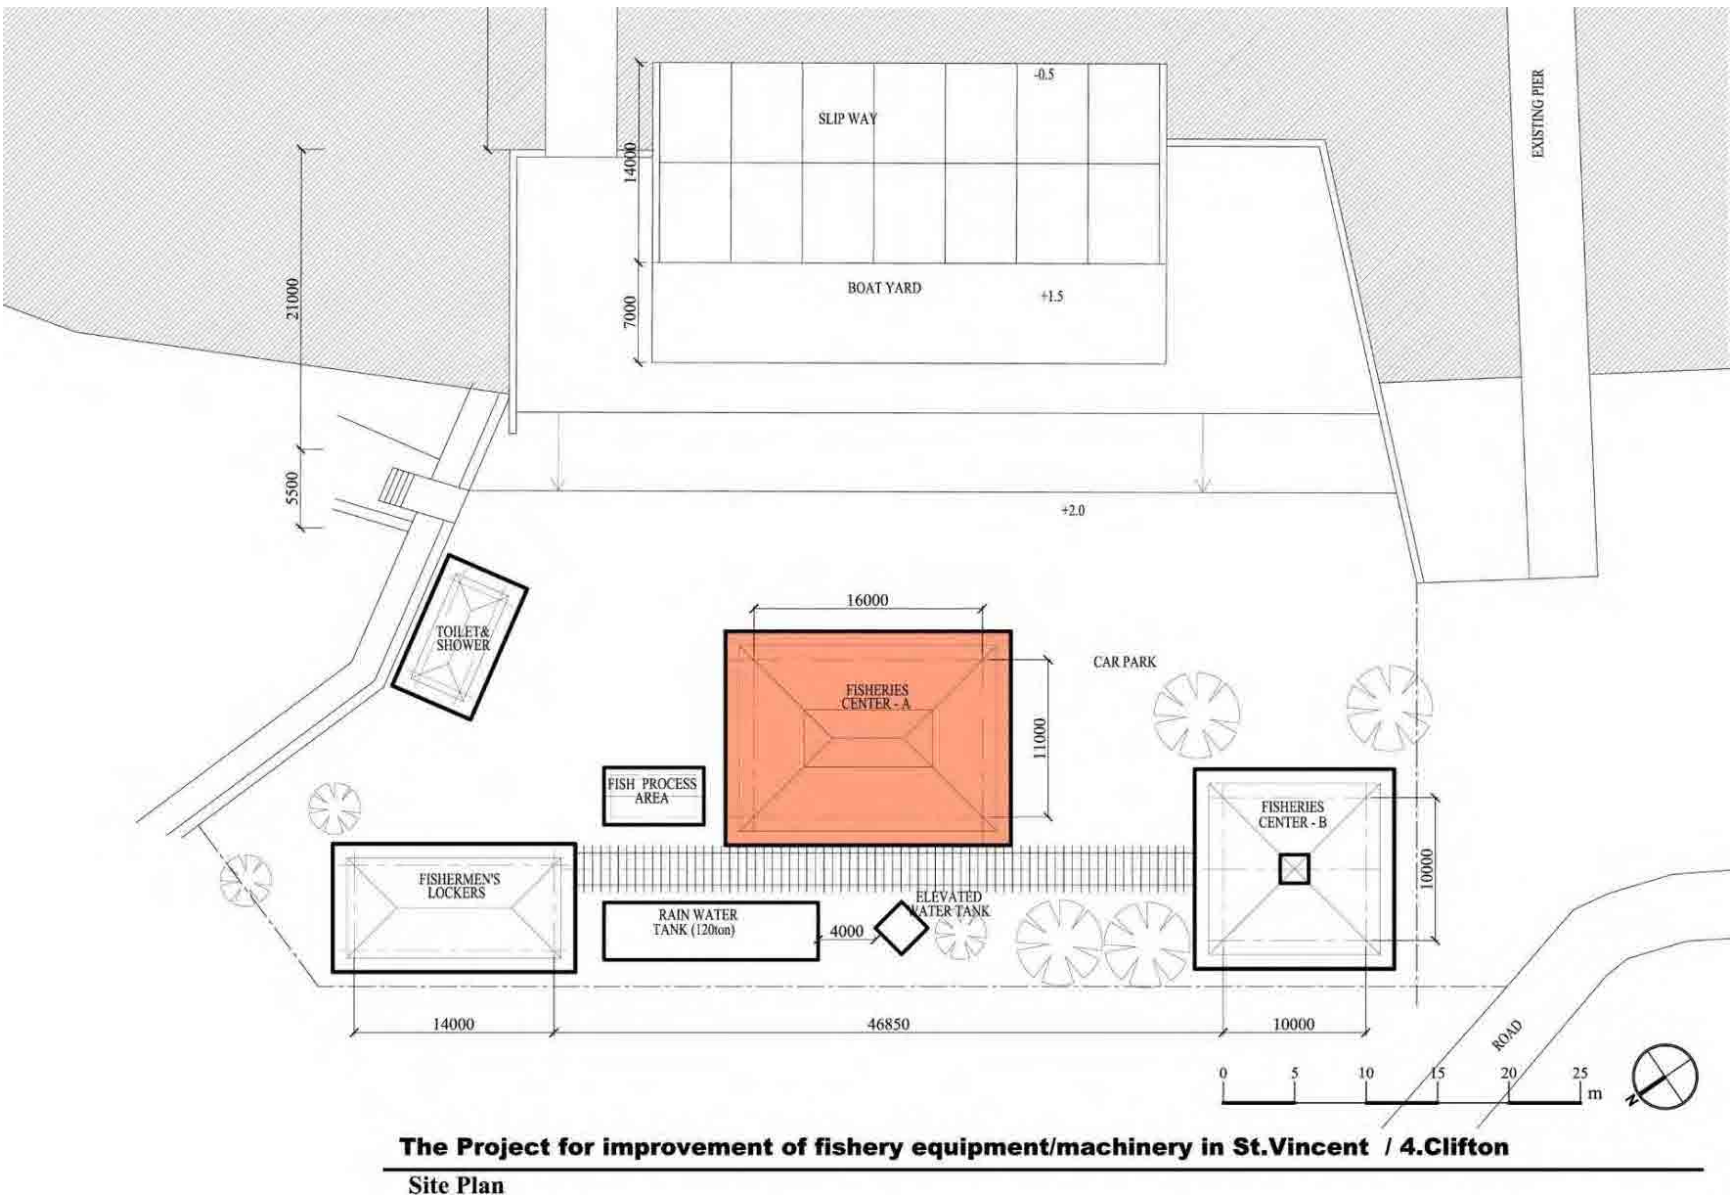 -0.5
SLIP WAY
EXISTING PIER
14000
21000
BOAT YARD
+1.5
7000
5500
+2.0
16000
TOILET&
SHOWER
CAR PARK
FISHERIES
CENTER - A
11000
FISH PROCESS
AREA
FISHERIES
CENTER - B
10000
FISHERMEN'S
LOCKERS
ELEVATED
WATER TANK
RAIN WATER
TANK (120ton)
4000
14000
46850
10000
ROAD
0 5 10 15 20 25
m
N
The Project for improvement of fishery equipment/machinery in St.Vincent / 4.Clifton
Site Plan